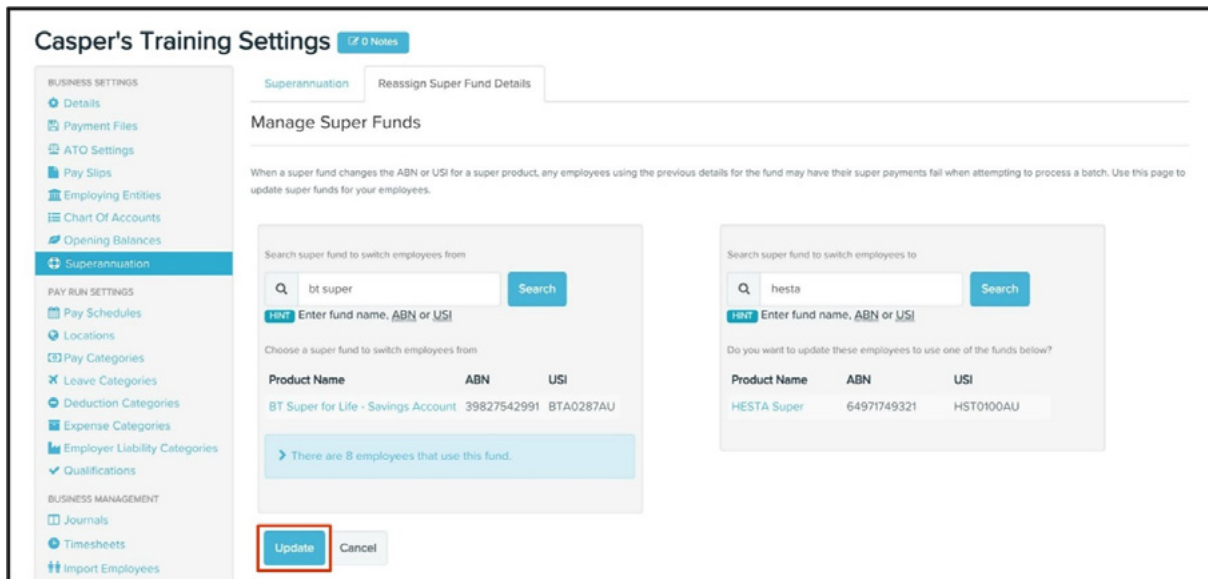 Casper's Training Settings 0 Notes
BUSINESS SETTINGS
Details
Payment Files
ATO Settings
Pay Slips
Employing Entities
Chart Of Accounts
Opening Balances
Superannuation
PAY RUN SETTINGS
Pay Schedules
Locations
Pay Categories
Leave Categories
Deduction Categories
Expense Categories
Employer Liability Categories
Qualifications
BUSINESS MANAGEMENT
Journals
Timesheets
Import Employees
Superannuation Reassign Super Fund Details
Manage Super Funds
When a super fund changes the ABN or USI for a super product, any employees using the previous details for the fund may have their super payments fail when attempting to process a batch. Use this page to
update super funds for your employees.
Search super fund to switch employees from
bt super Search
HINT Enter fund name, ABN or USI
Choose a super fund to switch employees from
Product Name ABN USI
BT Super for Life - Savings Account 39827542991 BTA0287AU
There are 8 employees that use this fund.
Search super fund to switch employees to
hesta Search
HINT Enter fund name, ABN or USI
Do you want to update these employees to use one of the funds below?
Product Name ABN USI
HESTA Super 64971749321 HST0100AU
Update Cancel